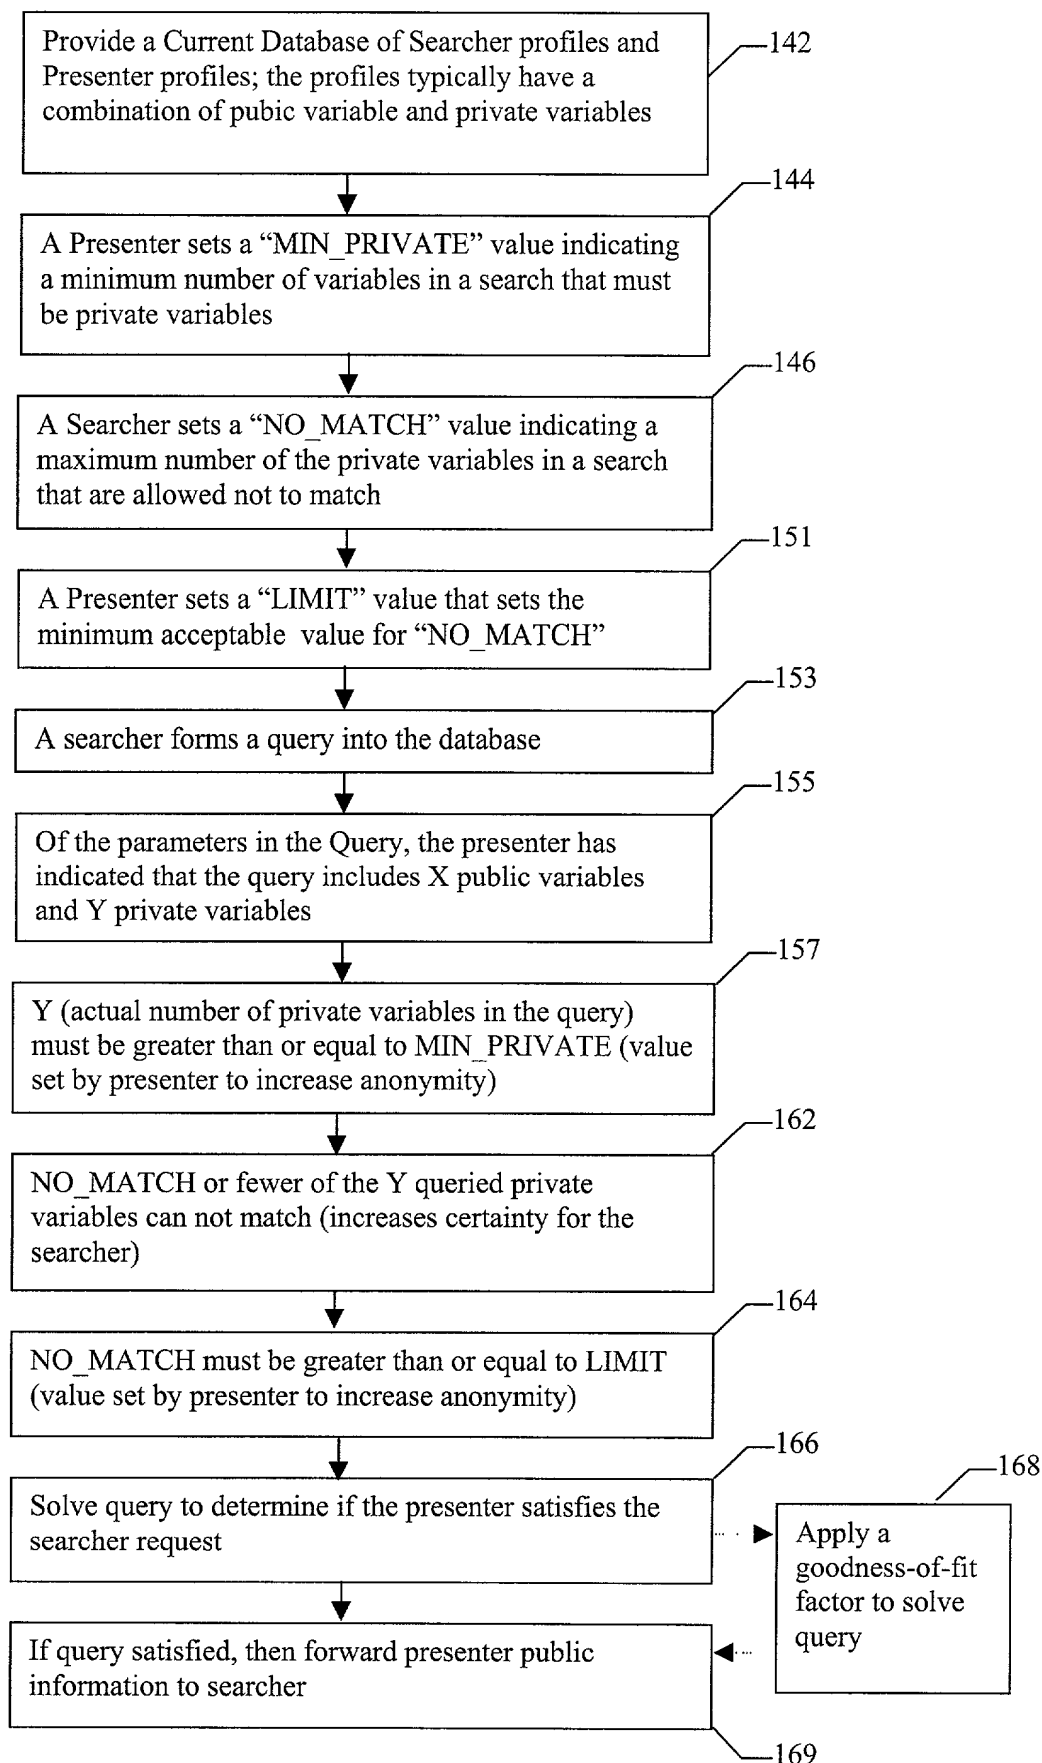 Provide a Current Database of Searcher profiles and
Presenter profiles; the profiles typically have a
combination of pubic variable and private variables
142
144
A Presenter sets a “MIN_PRIVATE” value indicating
a minimum number of variables in a search that must
be private variables
146
A Searcher sets a “NO_MATCH” value indicating a
maximum number of the private variables in a search
that are allowed not to match
151
A Presenter sets a “LIMIT” value that sets the
minimum acceptable value for “NO_MATCH”
153
A searcher forms a query into the database
155
Of the parameters in the Query, the presenter has
indicated that the query includes X public variables
and Y private variables
157
Y (actual number of private variables in the query)
must be greater than or equal to MIN_PRIVATE (value
set by presenter to increase anonymity)
162
NO_MATCH or fewer of the Y queried private
variables can not match (increases certainty for the
searcher)
164
NO_MATCH must be greater than or equal to LIMIT
(value set by presenter to increase anonymity)
166
Solve query to determine if the presenter satisfies the
searcher request
168
Apply a
goodness-of-fit
factor to solve
query
If query satisfied, then forward presenter public
information to searcher
169